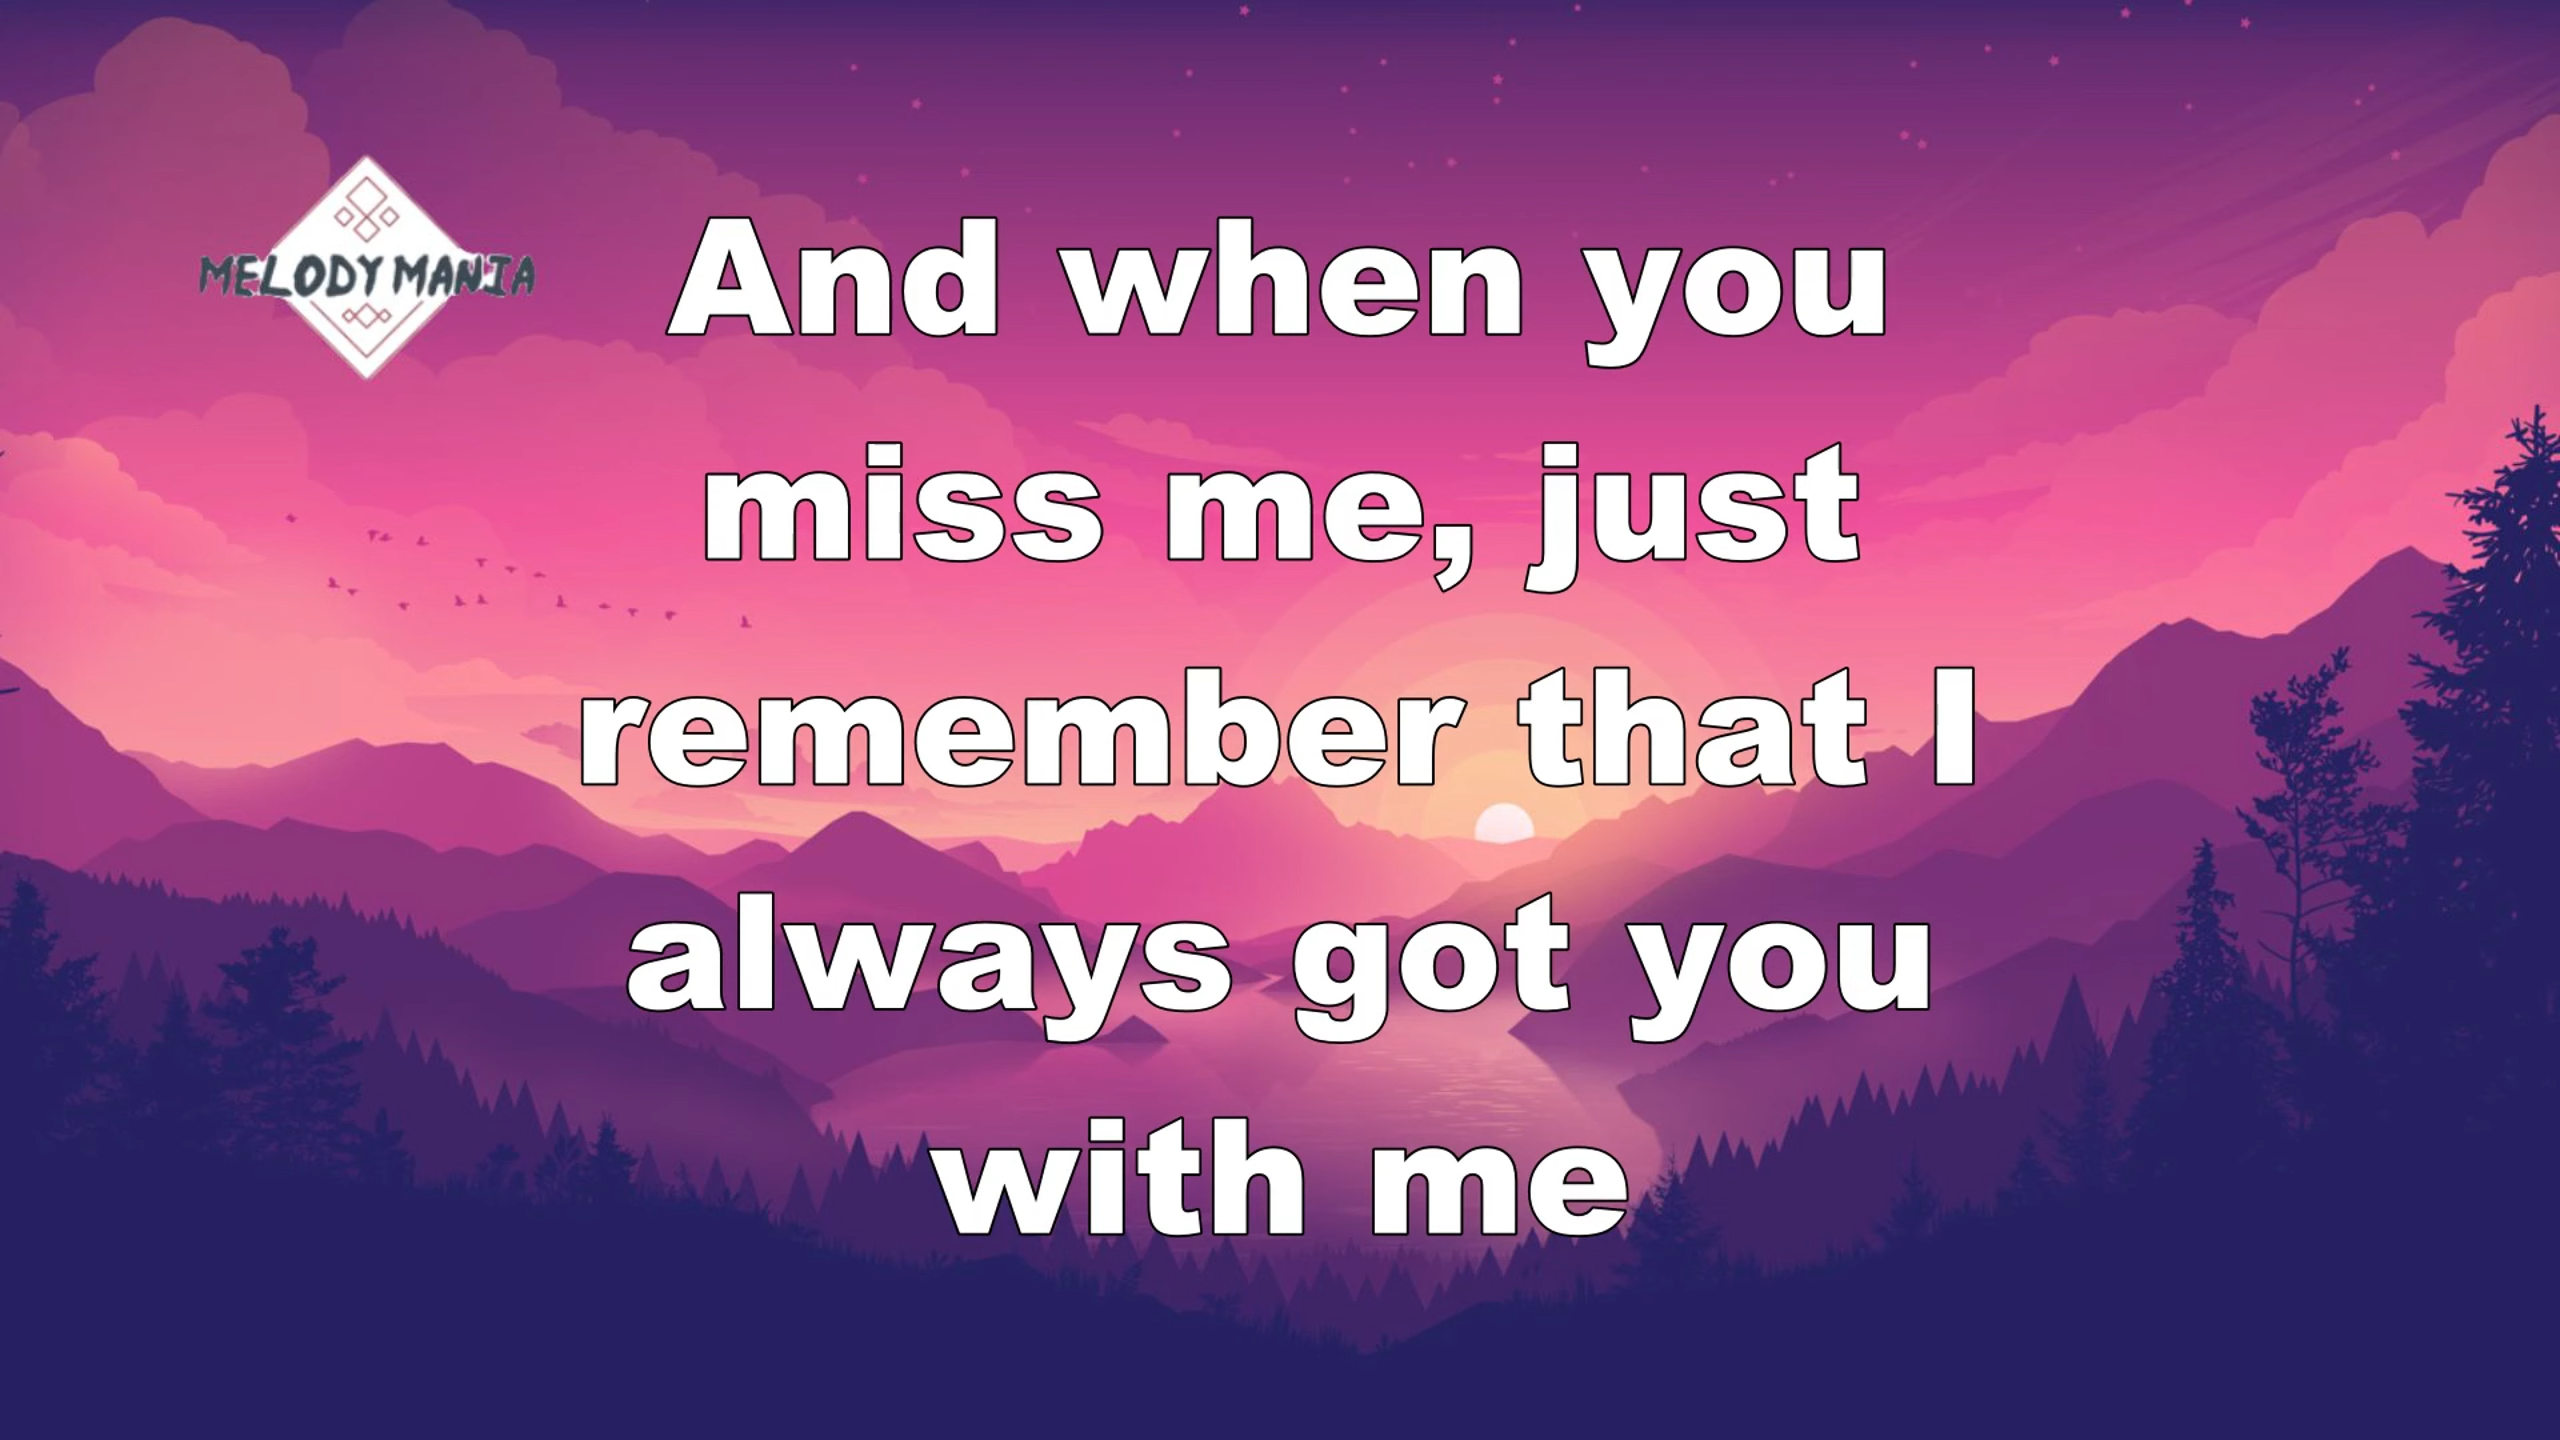 MELODY MANIA
And when you
miss me, just
remember that I
always got you
with me